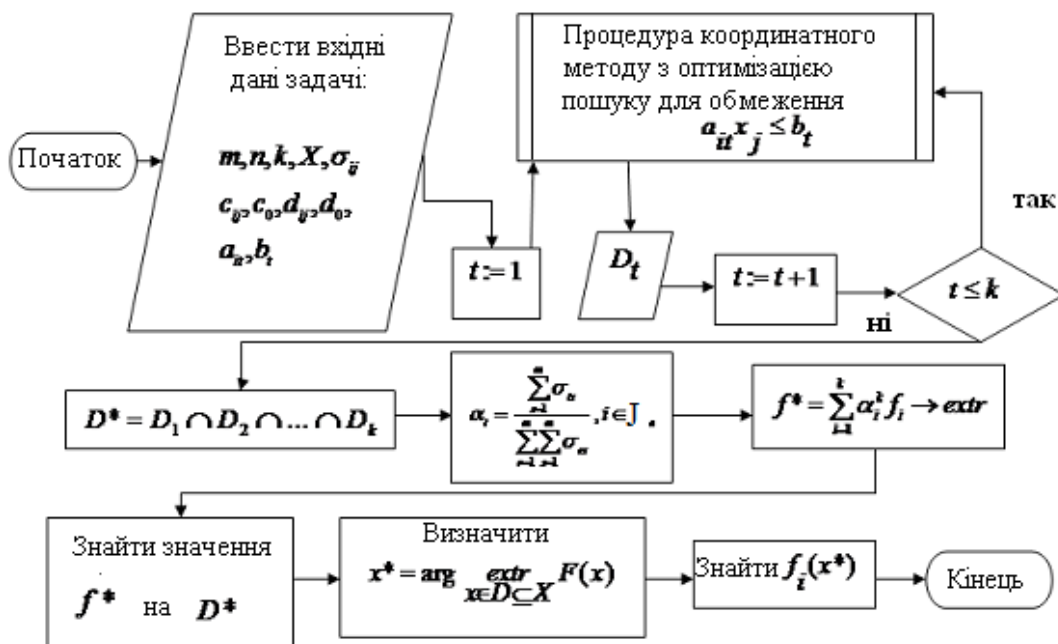 Початок
Ввести вхідні
дані задачі:
m, n, k, X, σ_ij
c_ij, c_0, d_ij, d_0,
a_it, b_t
t := 1
Процедура координатного
методу з оптимізацією
пошуку для обмеження
a_it x_j ≤ b_t
D_t
t := t + 1
t ≤ k
так
ні
D* = D_1 ∩ D_2 ∩ ... ∩ D_k
, i ∈ J
f* = → extr
Знайти значення
f* на D*
Визначити
x* = arg extr F(x)
x∈D⊆X
Знайти f_i(x*)
Кінець